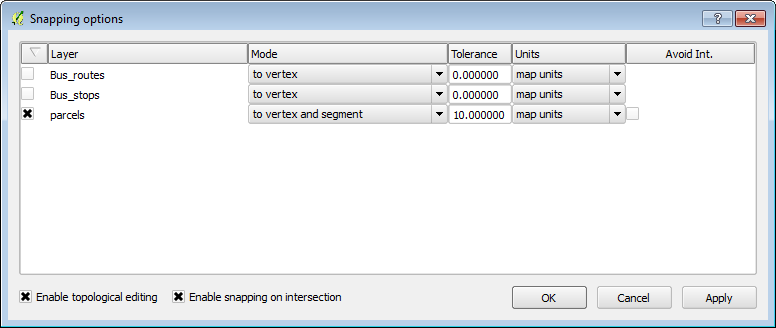 Snapping options
Layer Mode Tolerance Units Avoid Int.
Bus_routes to vertex 0.000000 map units
Bus_stops to vertex 0.000000 map units
parcels to vertex and segment 10.000000 map units
Enable topological editing Enable snapping on intersection OK Cancel Apply